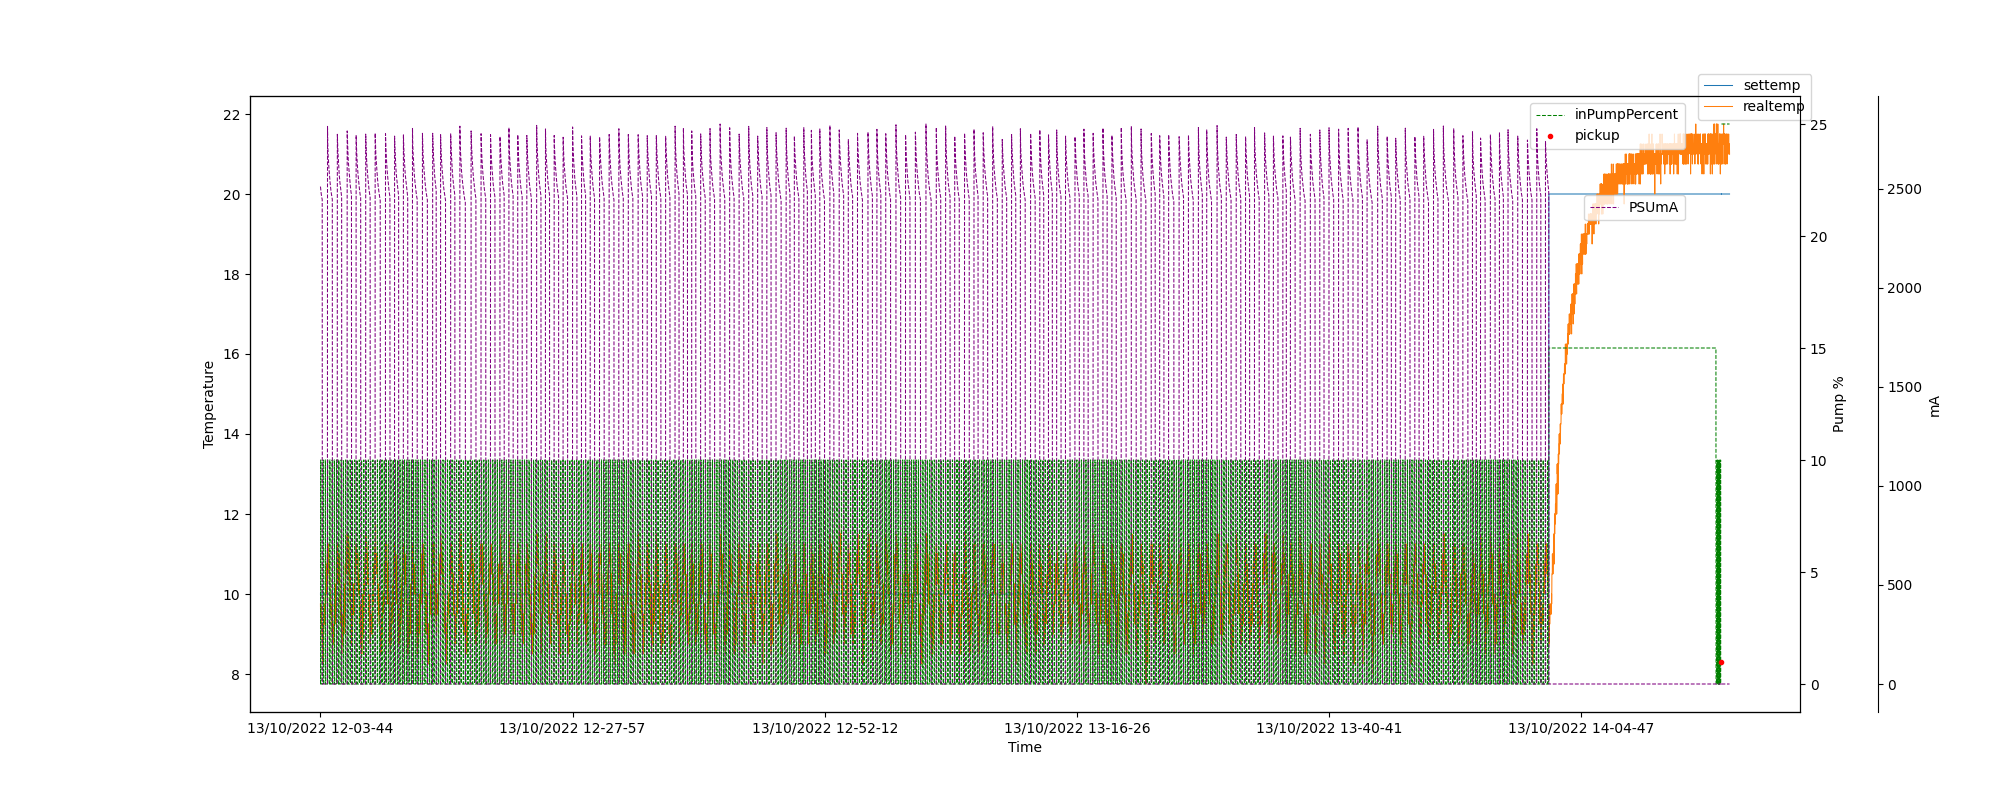 settemp
realtemp
inPumpPercent
pickup
PSUmA
22
20
18
16
14
12
10
8
Temperature
25
20
15
10
5
0
Pump %
2500
2000
1500
1000
500
0
mA
13/10/2022 12-03-44
13/10/2022 12-27-57
13/10/2022 12-52-12
13/10/2022 13-16-26
13/10/2022 13-40-41
13/10/2022 14-04-47
Time